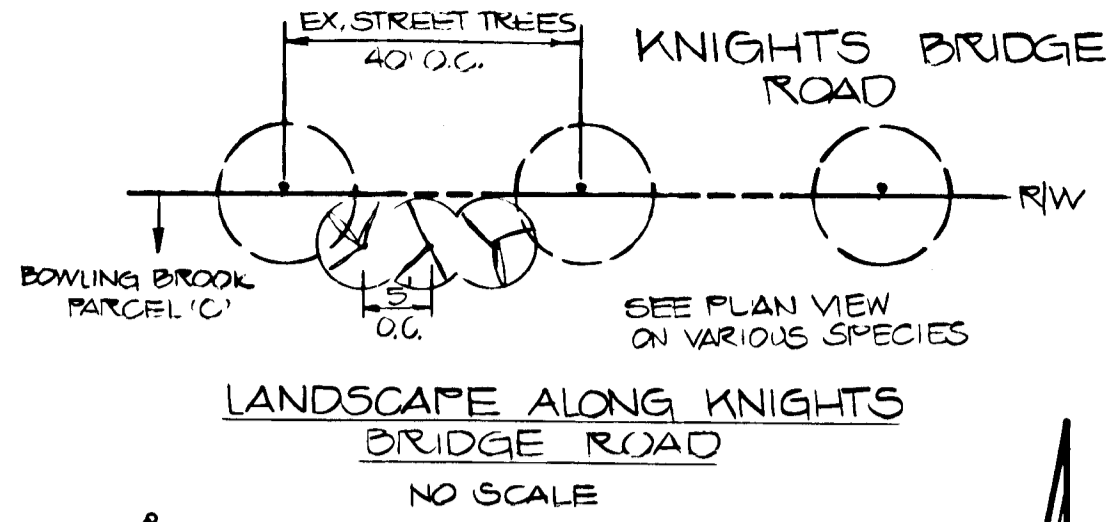 EX. STREET TREES
40' O.C.
KNIGHTS BRIDGE
ROAD
R/W
BOWLING BROOK
PARCEL 'C'
5'
O.C.
SEE PLAN VIEW
ON VARIOUS SPECIES
LANDSCAPE ALONG KNIGHTS
BRIDGE ROAD
NO SCALE